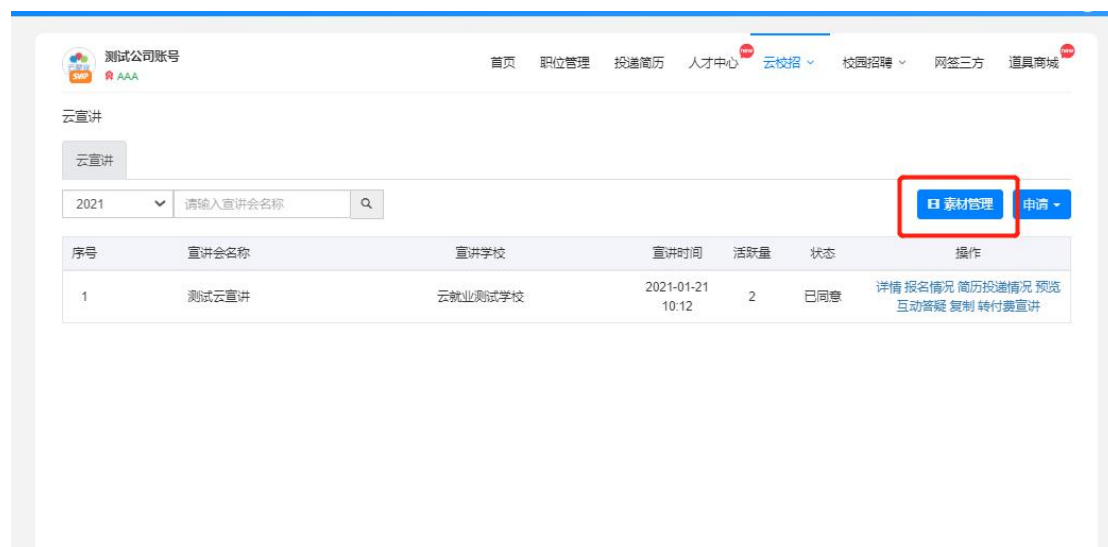 测试公司账号
云就业
SVIP
AAA
首页 职位管理 投递简历 人才中心 new 云校招 校园招聘 网签三方 道具商城 new
云宣讲
云宣讲
2021 请输入宣讲会名称 素材管理 申请
序号 宣讲会名称 宣讲学校 宣讲时间 活跃量 状态 操作
1 测试云宣讲 云就业测试学校 2021-01-21 2 已同意 详情 报名情况 简历投递情况 预览
10:12 互动答疑 复制 转付费宣讲